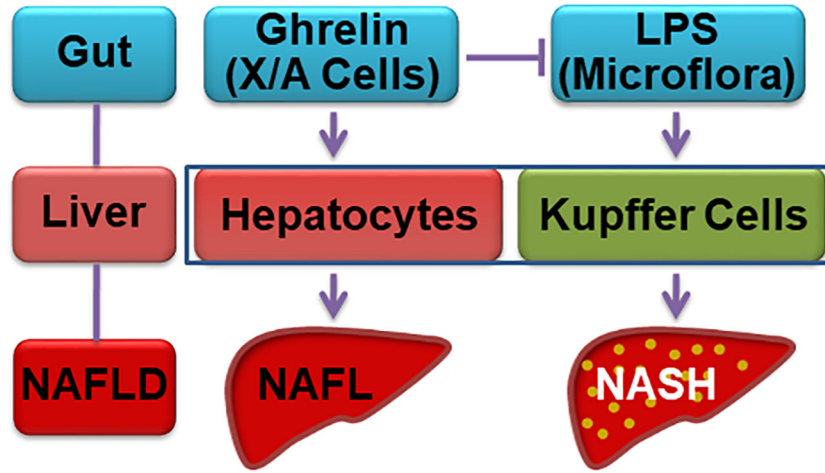 Gut
Ghrelin
(X/A Cells)
LPS
(Microflora)
Liver
Hepatocytes
Kupffer Cells
NAFLD
NAFL
NASH